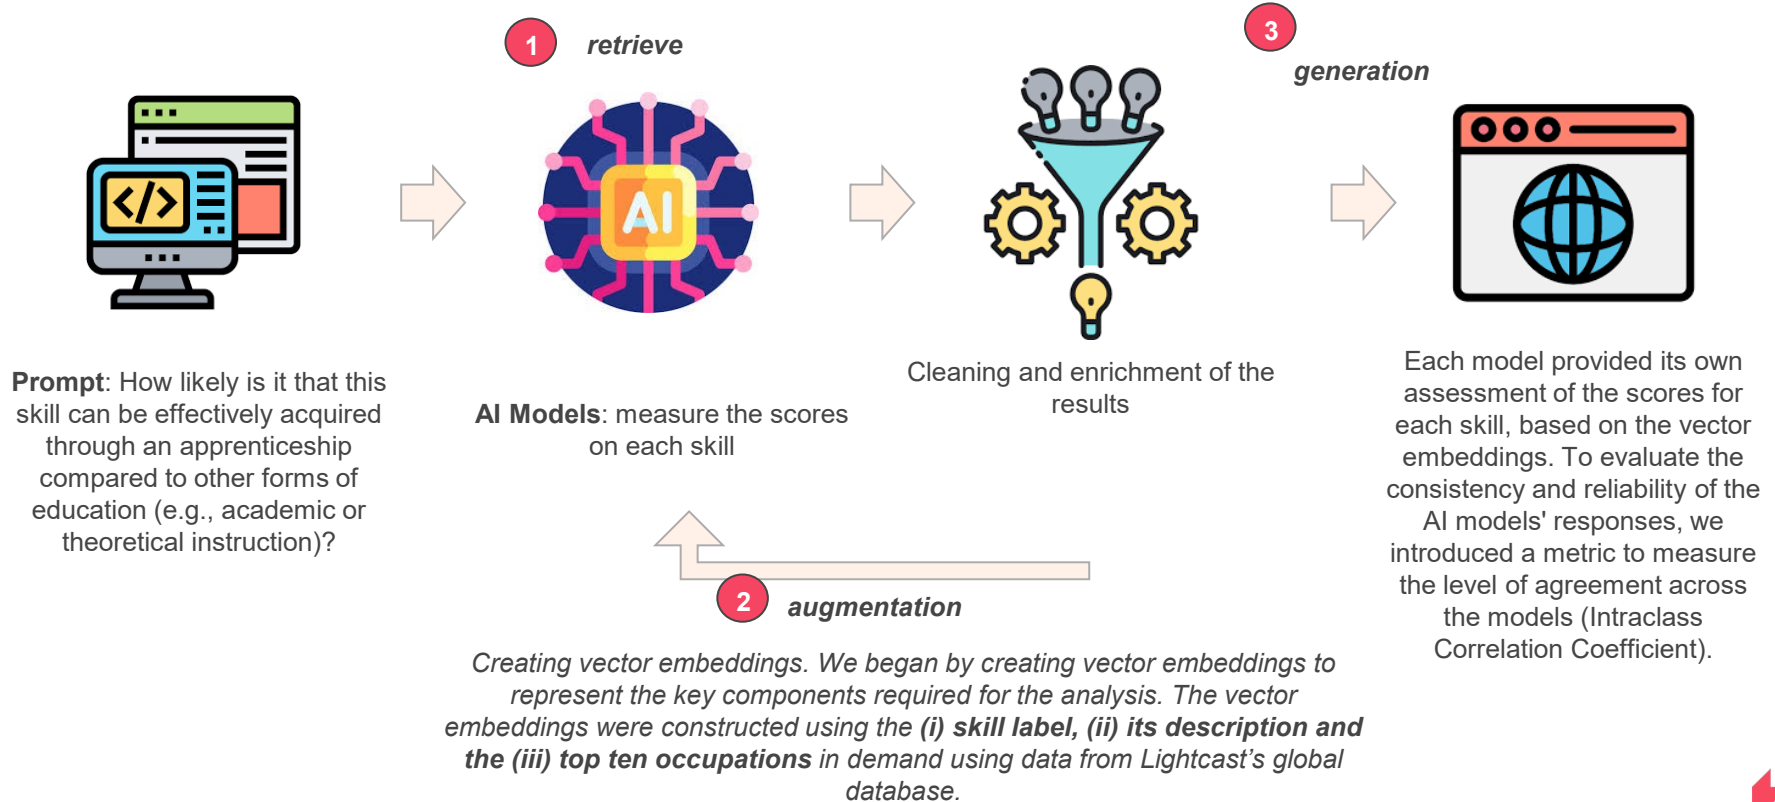 1
retrieve
3
generation
</>
AI
Prompt: How likely is it that this
skill can be effectively acquired
through an apprenticeship
compared to other forms of
education (e.g., academic or
theoretical instruction)?
AI Models: measure the scores
on each skill
Cleaning and enrichment of the
results
Each model provided its own
assessment of the scores for
each skill, based on the vector
embeddings. To evaluate the
consistency and reliability of the
AI models' responses, we
introduced a metric to measure
the level of agreement across
the models (Intraclass
Correlation Coefficient).
2
augmentation
Creating vector embeddings. We began by creating vector embeddings to
represent the key components required for the analysis. The vector
embeddings were constructed using the (i) skill label, (ii) its description and
the (iii) top ten occupations in demand using data from Lightcast’s global
database.